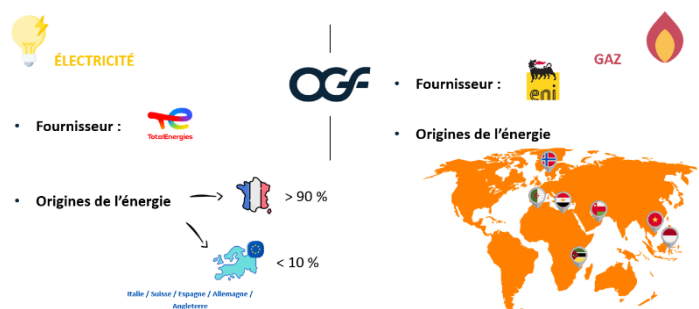 ÉLECTRICITÉ
• Fournisseur :
TotalEnergies
• Origines de l’énergie
> 90 %
< 10 %
Italie / Suisse / Espagne / Allemagne /
Angleterre
OGF
GAZ
• Fournisseur :
eni
• Origines de l’énergie